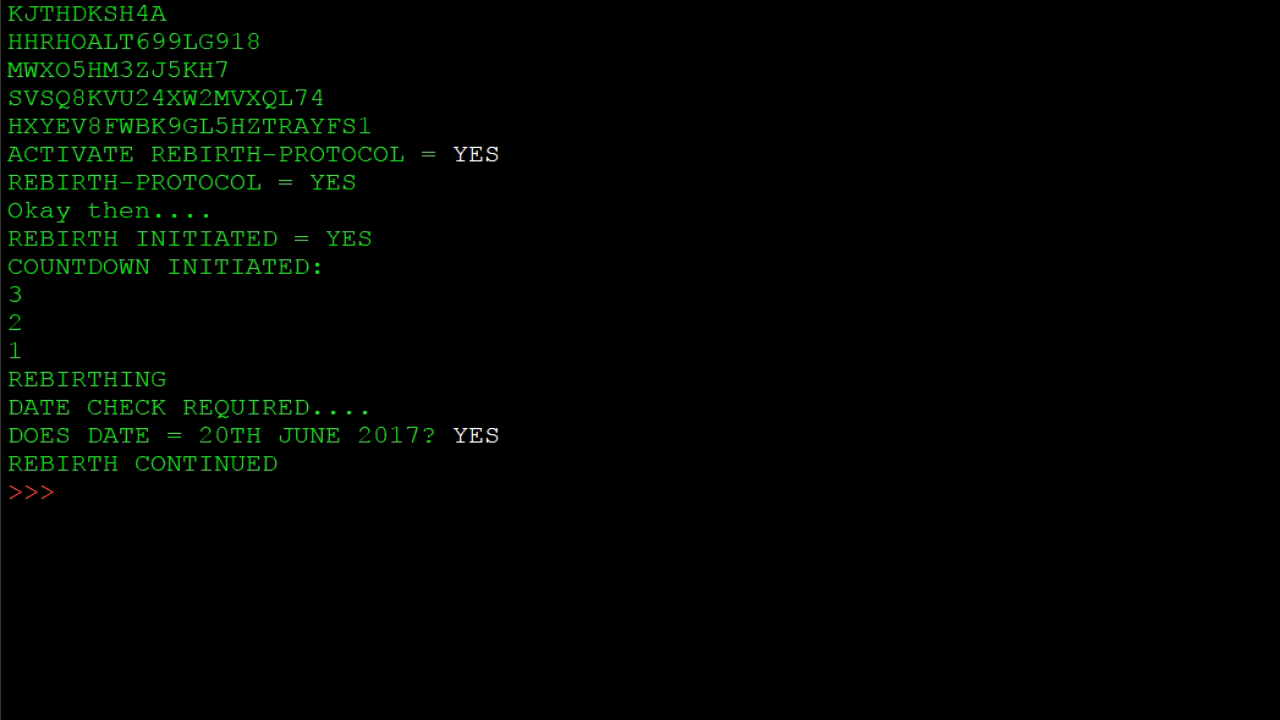 KJTHDKSH4A
HHRHOALT699LG918
MWXO5HM3ZJ5KH7
SVSQ8KVU24XW2MVXQL74
HXYEV8FWBK9GL5HZTRAYFS1
ACTIVATE REBIRTH-PROTOCOL = YES
REBIRTH-PROTOCOL = YES
Okay then....
REBIRTH INITIATED = YES
COUNTDOWN INITIATED:
3
2
1
REBIRTHING
DATE CHECK REQUIRED....
DOES DATE = 20TH JUNE 2017? YES
REBIRTH CONTINUED
>>>